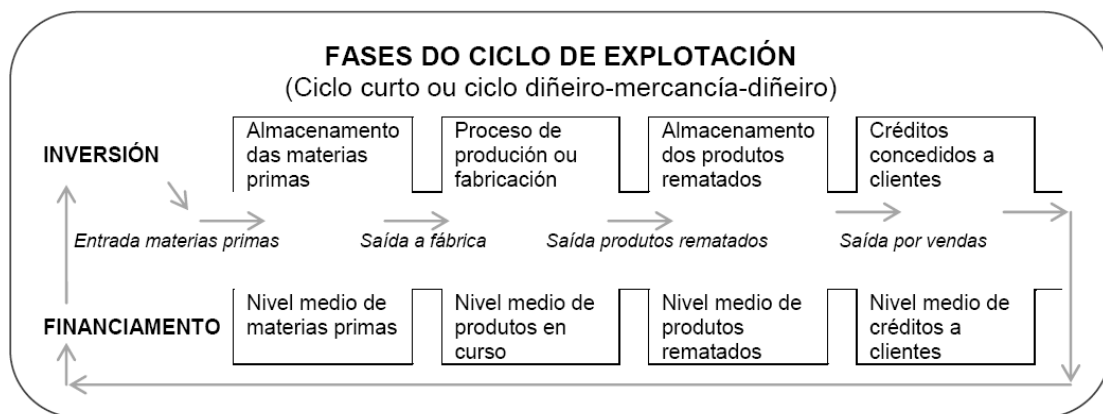 FASES DO CICLO DE EXPLOTACIÓN
(Ciclo curto ou ciclo diñeiro-mercancía-diñeiro)
INVERSIÓN
Almacenamento
das materias
primas
Proceso de
produción ou
fabricación
Almacenamento
dos produtos
rematados
Créditos
concedidos a
clientes
Entrada materias primas
Saída a fábrica
Saída produtos rematados
Saída por vendas
FINANCIAMENTO
Nivel medio de
materias primas
Nivel medio de
produtos en
curso
Nivel medio de
produtos
rematados
Nivel medio de
créditos a
clientes